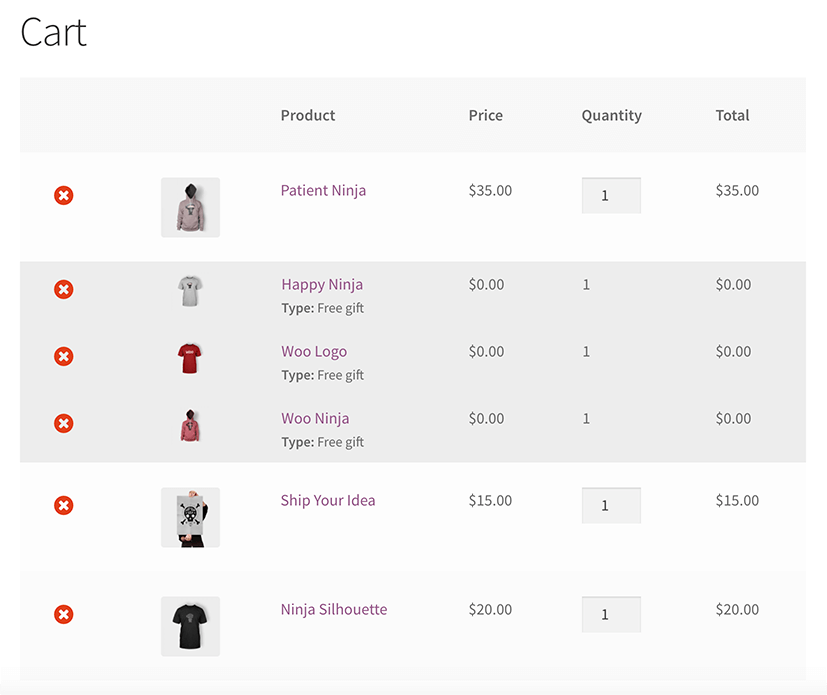 Cart
Product Price Quantity Total
Patient Ninja $35.00 1 $35.00
Happy Ninja $0.00 1 $0.00
Type: Free gift
Woo Logo $0.00 1 $0.00
Type: Free gift
Woo Ninja $0.00 1 $0.00
Type: Free gift
Ship Your Idea $15.00 1 $15.00
Ninja Silhouette $20.00 1 $20.00